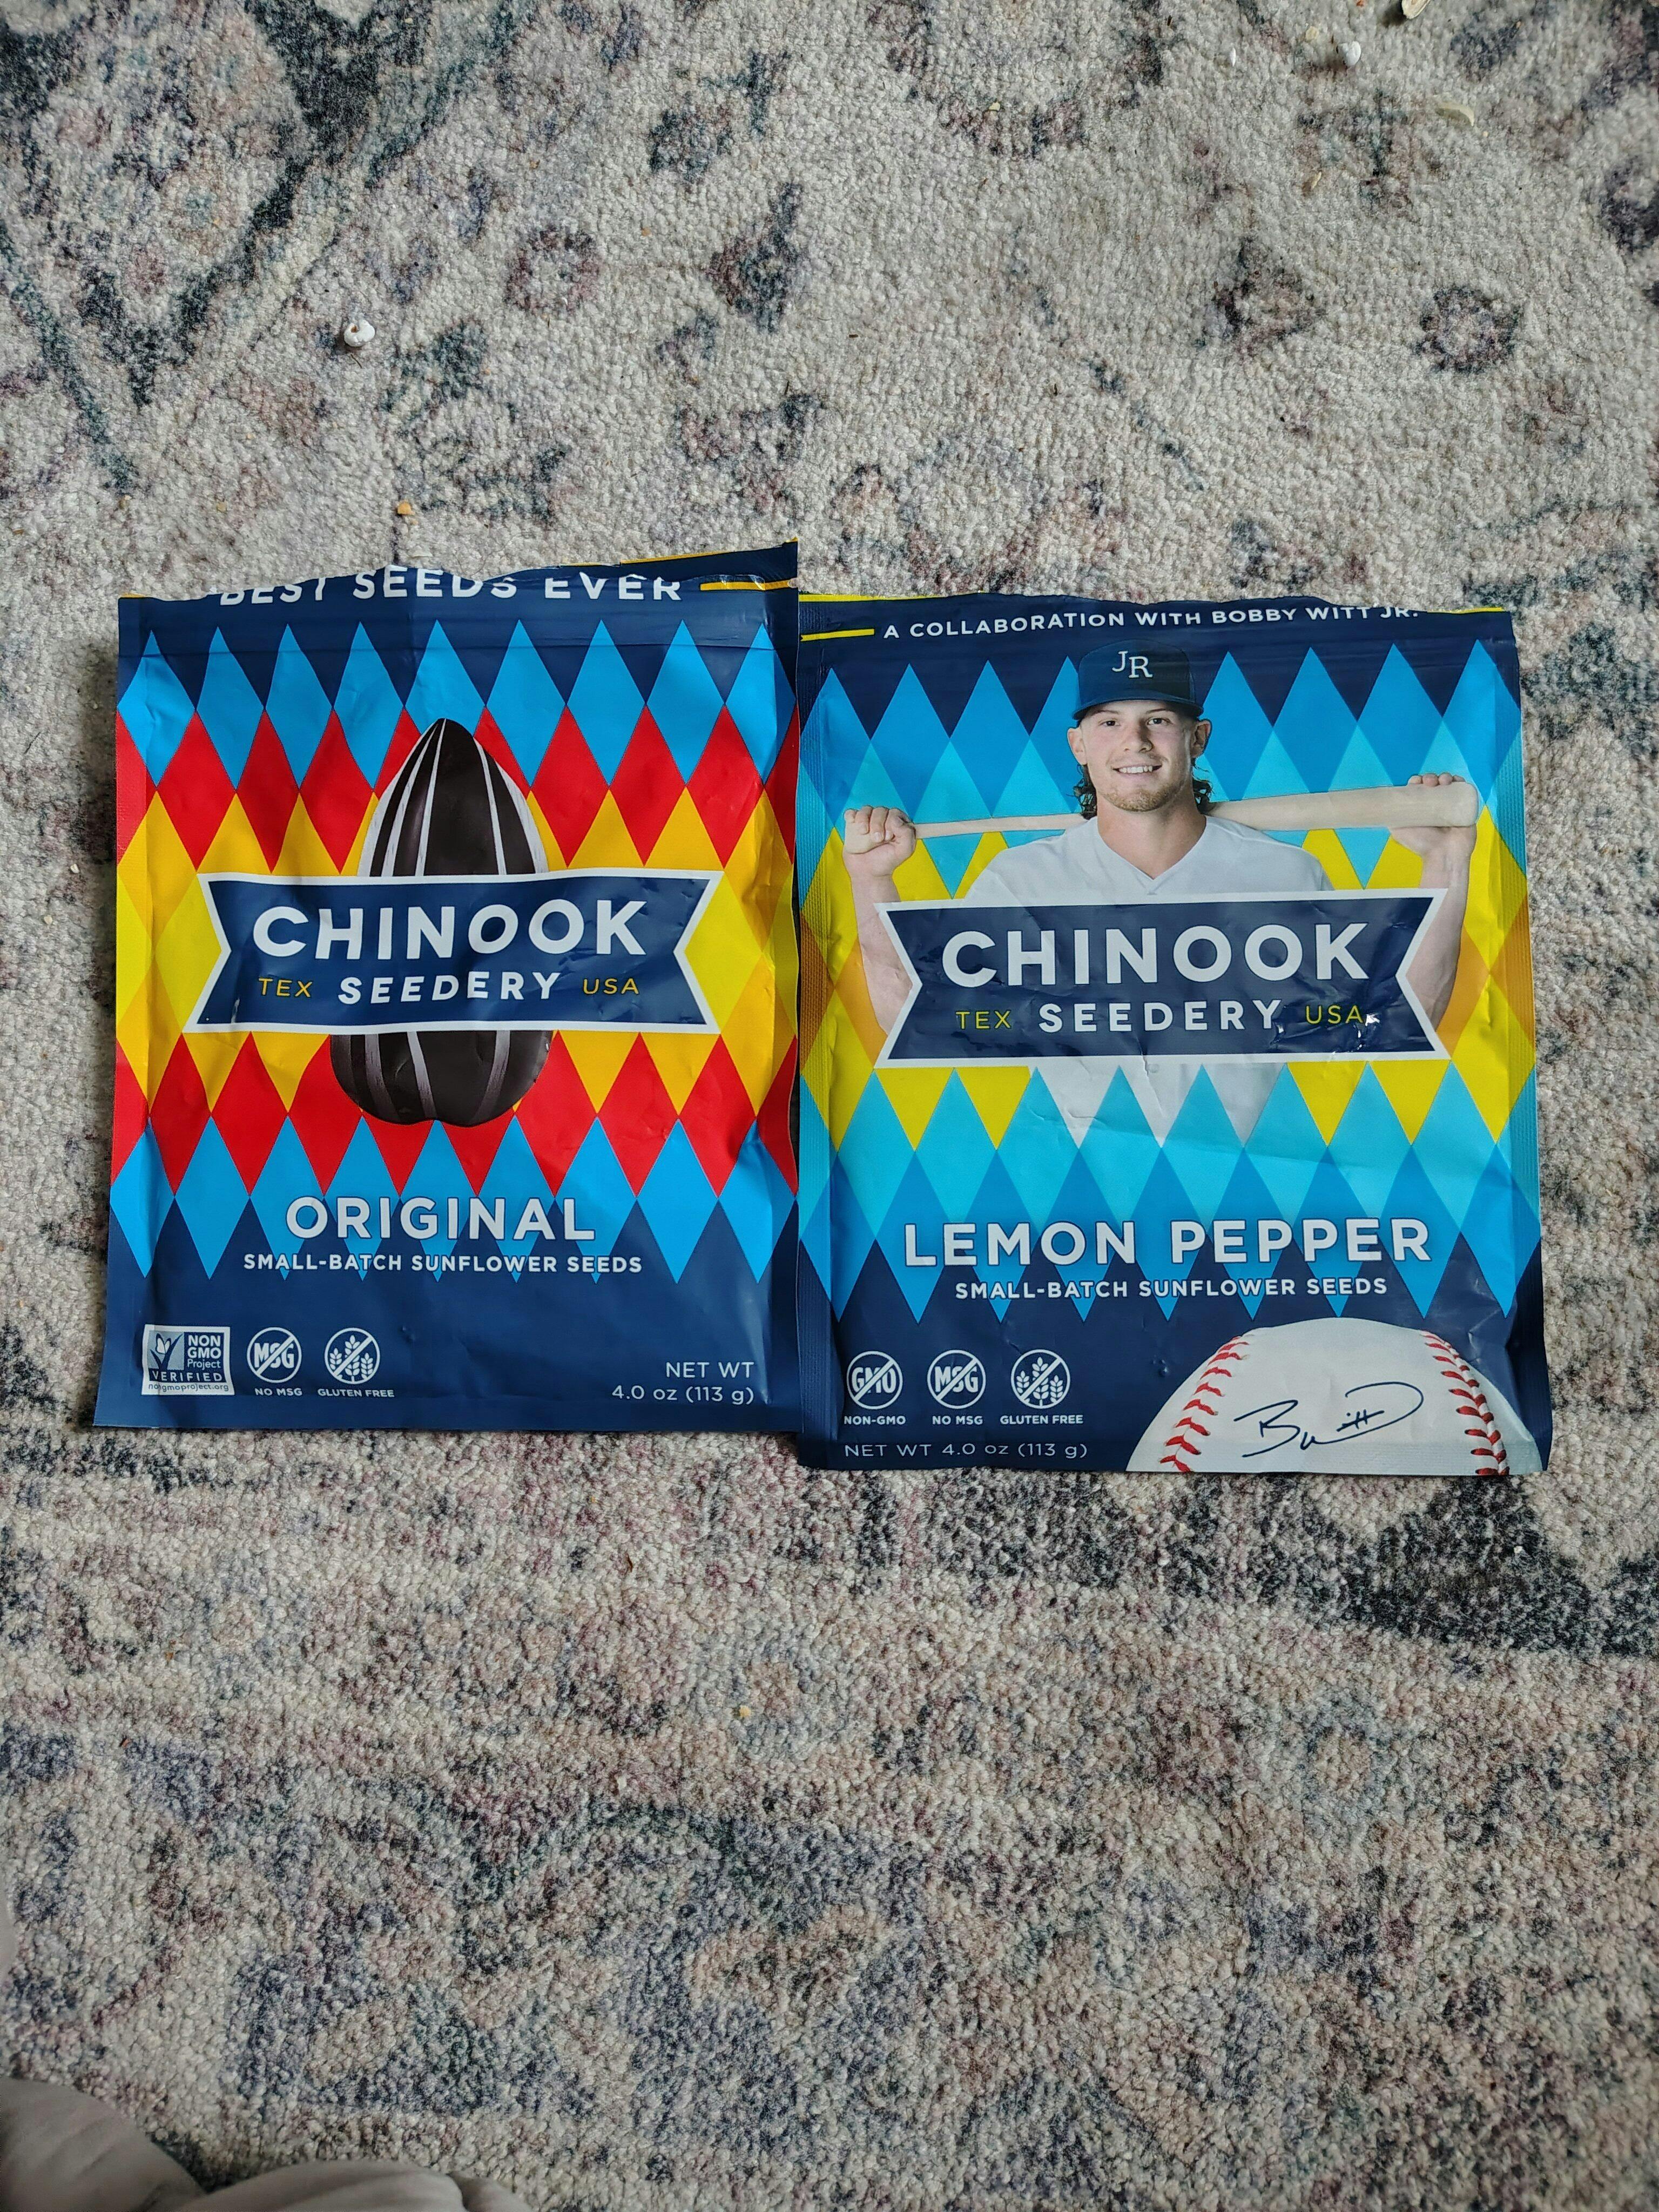 BEST SEEDS EVER
CHINOOK
TEX SEEDERY USA
ORIGINAL
SMALL-BATCH SUNFLOWER SEEDS
NON
GMO
Project
VERIFIED
nongmoproject.org
MSG
NO MSG
GLUTEN FREE
NET WT
4.0 oz (113 g)
A COLLABORATION WITH BOBBY WITT JR.
JR
CHINOOK
TEX SEEDERY USA
LEMON PEPPER
SMALL-BATCH SUNFLOWER SEEDS
GMO
NON-GMO
MSG
NO MSG
GLUTEN FREE
NET WT 4.0 oz (113 g)
B Witt